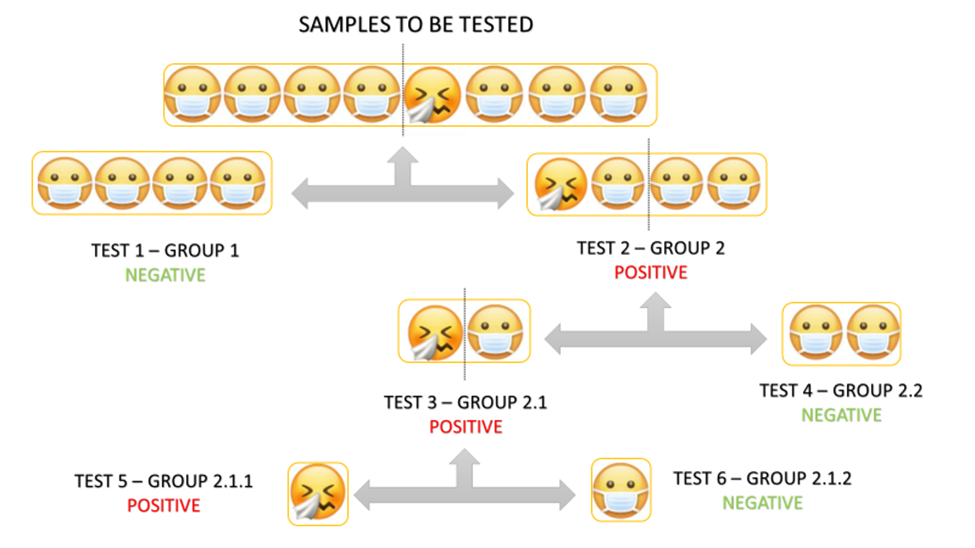 SAMPLES TO BE TESTED
TEST 1 – GROUP 1
NEGATIVE
TEST 2 – GROUP 2
POSITIVE
TEST 3 – GROUP 2.1
POSITIVE
TEST 4 – GROUP 2.2
NEGATIVE
TEST 5 – GROUP 2.1.1
POSITIVE
TEST 6 – GROUP 2.1.2
NEGATIVE